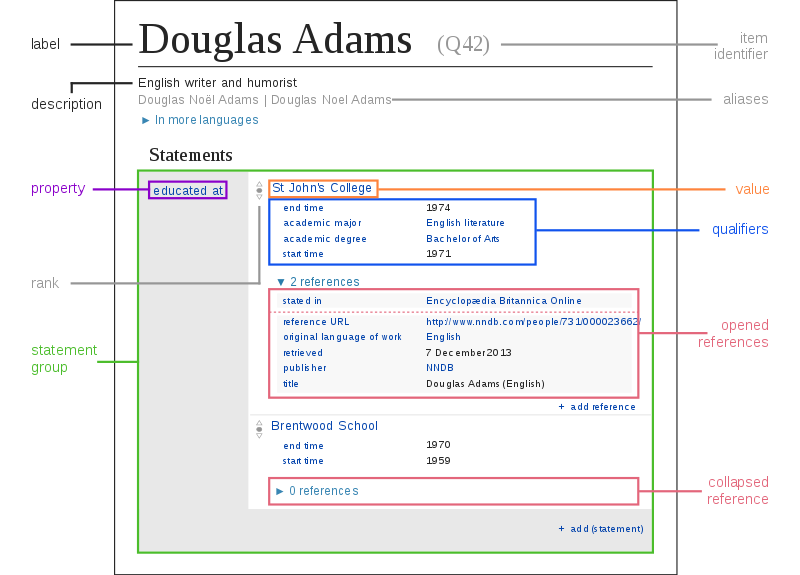 label
Douglas Adams (Q42)
item
identifier
description
English writer and humorist
Douglas Noël Adams | Douglas Noel Adams
aliases
► In more languages
Statements
property
educated at
St John's College
value
end time 1974
academic major English literature
academic degree Bachelor of Arts
start time 1971
qualifiers
rank
▼ 2 references
stated in Encyclopædia Britannica Online
reference URL http://www.nndb.com/people/731/000023662/
original language of work English
retrieved 7 December 2013
publisher NNDB
title Douglas Adams (English)
opened
references
statement
group
+ add reference
Brentwood School
end time 1970
start time 1959
► 0 references
collapsed
reference
+ add (statement)